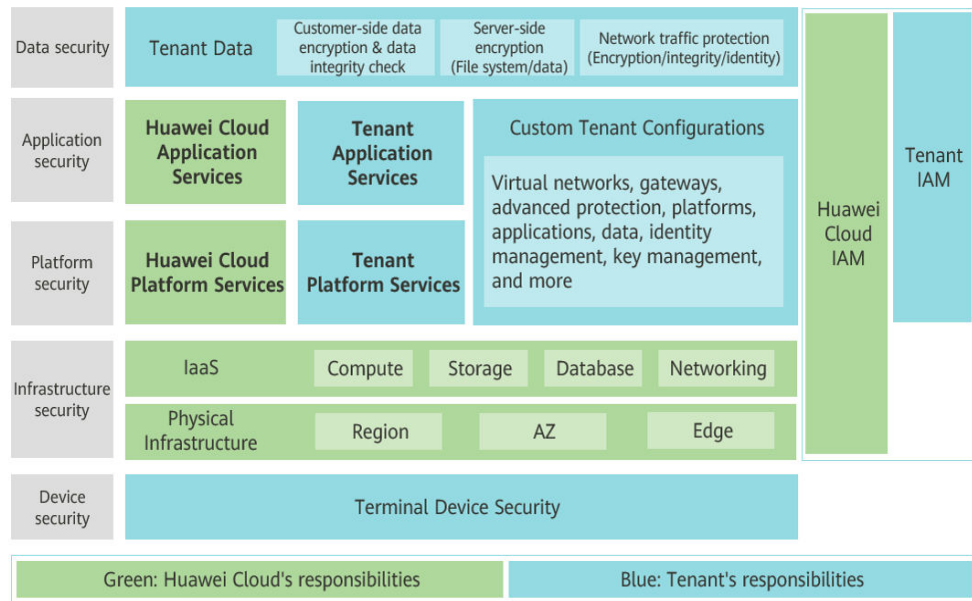 Data security
Tenant Data
Customer-side data
encryption & data
integrity check
Server-side
encryption
(File system/data)
Network traffic protection
(Encryption/integrity/identity)
Application
security
Huawei Cloud
Application
Services
Tenant
Application
Services
Custom Tenant Configurations
Virtual networks, gateways,
advanced protection, platforms,
applications, data, identity
management, key management,
and more
Platform
security
Huawei Cloud
Platform Services
Tenant
Platform Services
Huawei
Cloud
IAM
Tenant
IAM
Infrastructure
security
IaaS
Compute
Storage
Database
Networking
Physical
Infrastructure
Region
AZ
Edge
Device
security
Terminal Device Security
Green: Huawei Cloud's responsibilities
Blue: Tenant's responsibilities